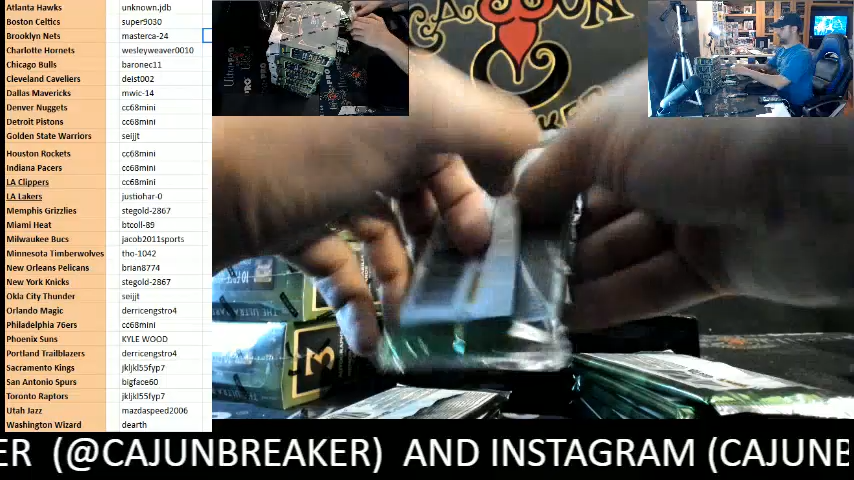 Atlanta Hawks unknown.jdb
Boston Celtics super9030
Brooklyn Nets masterca-24
Charlotte Hornets wesleyweaver0010
Chicago Bulls baronec11
Cleveland Cavaliers deist002
Dallas Mavericks mwic-14
Denver Nuggets cc68mini
Detroit Pistons cc68mini
Golden State Warriors seijjt
Houston Rockets cc68mini
Indiana Pacers cc68mini
LA Clippers cc68mini
LA Lakers justiohar-0
Memphis Grizzlies stegold-2867
Miami Heat btcoll-89
Milwaukee Bucs jacob2011sports
Minnesota Timberwolves tho-1042
New Orleans Pelicans brian8774
New York Knicks stegold-2867
Okla City Thunder seijjt
Orlando Magic derricengstro4
Philadelphia 76ers cc68mini
Phoenix Suns KYLE WOOD
Portland Trailblazers derricengstro4
Sacramento Kings jkljkl55fyp7
San Antonio Spurs bigface60
Toronto Raptors jkljkl55fyp7
Utah Jazz mazdaspeed2006
Washington Wizard dearth
THE ULTRA
3
ER (@CAJUNBREAKER) AND INSTAGRAM (CAJUNB